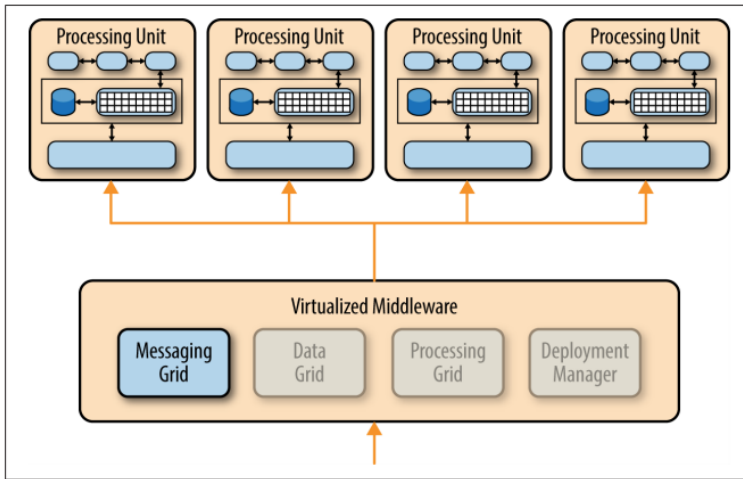 Processing Unit
Processing Unit
Processing Unit
Processing Unit
Virtualized Middleware
Messaging
Grid
Data
Grid
Processing
Grid
Deployment
Manager